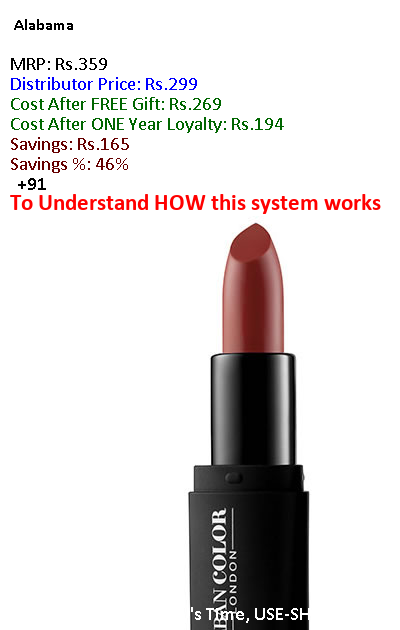 Alabama
MRP: Rs.359
Distributor Price: Rs.299
Cost After FREE Gift: Rs.269
Cost After ONE Year Loyalty: Rs.194
Savings: Rs.165
Savings %: 46%
+91
To Understand HOW this system works
BAN COLOR
LONDON
's Time, USE-SH